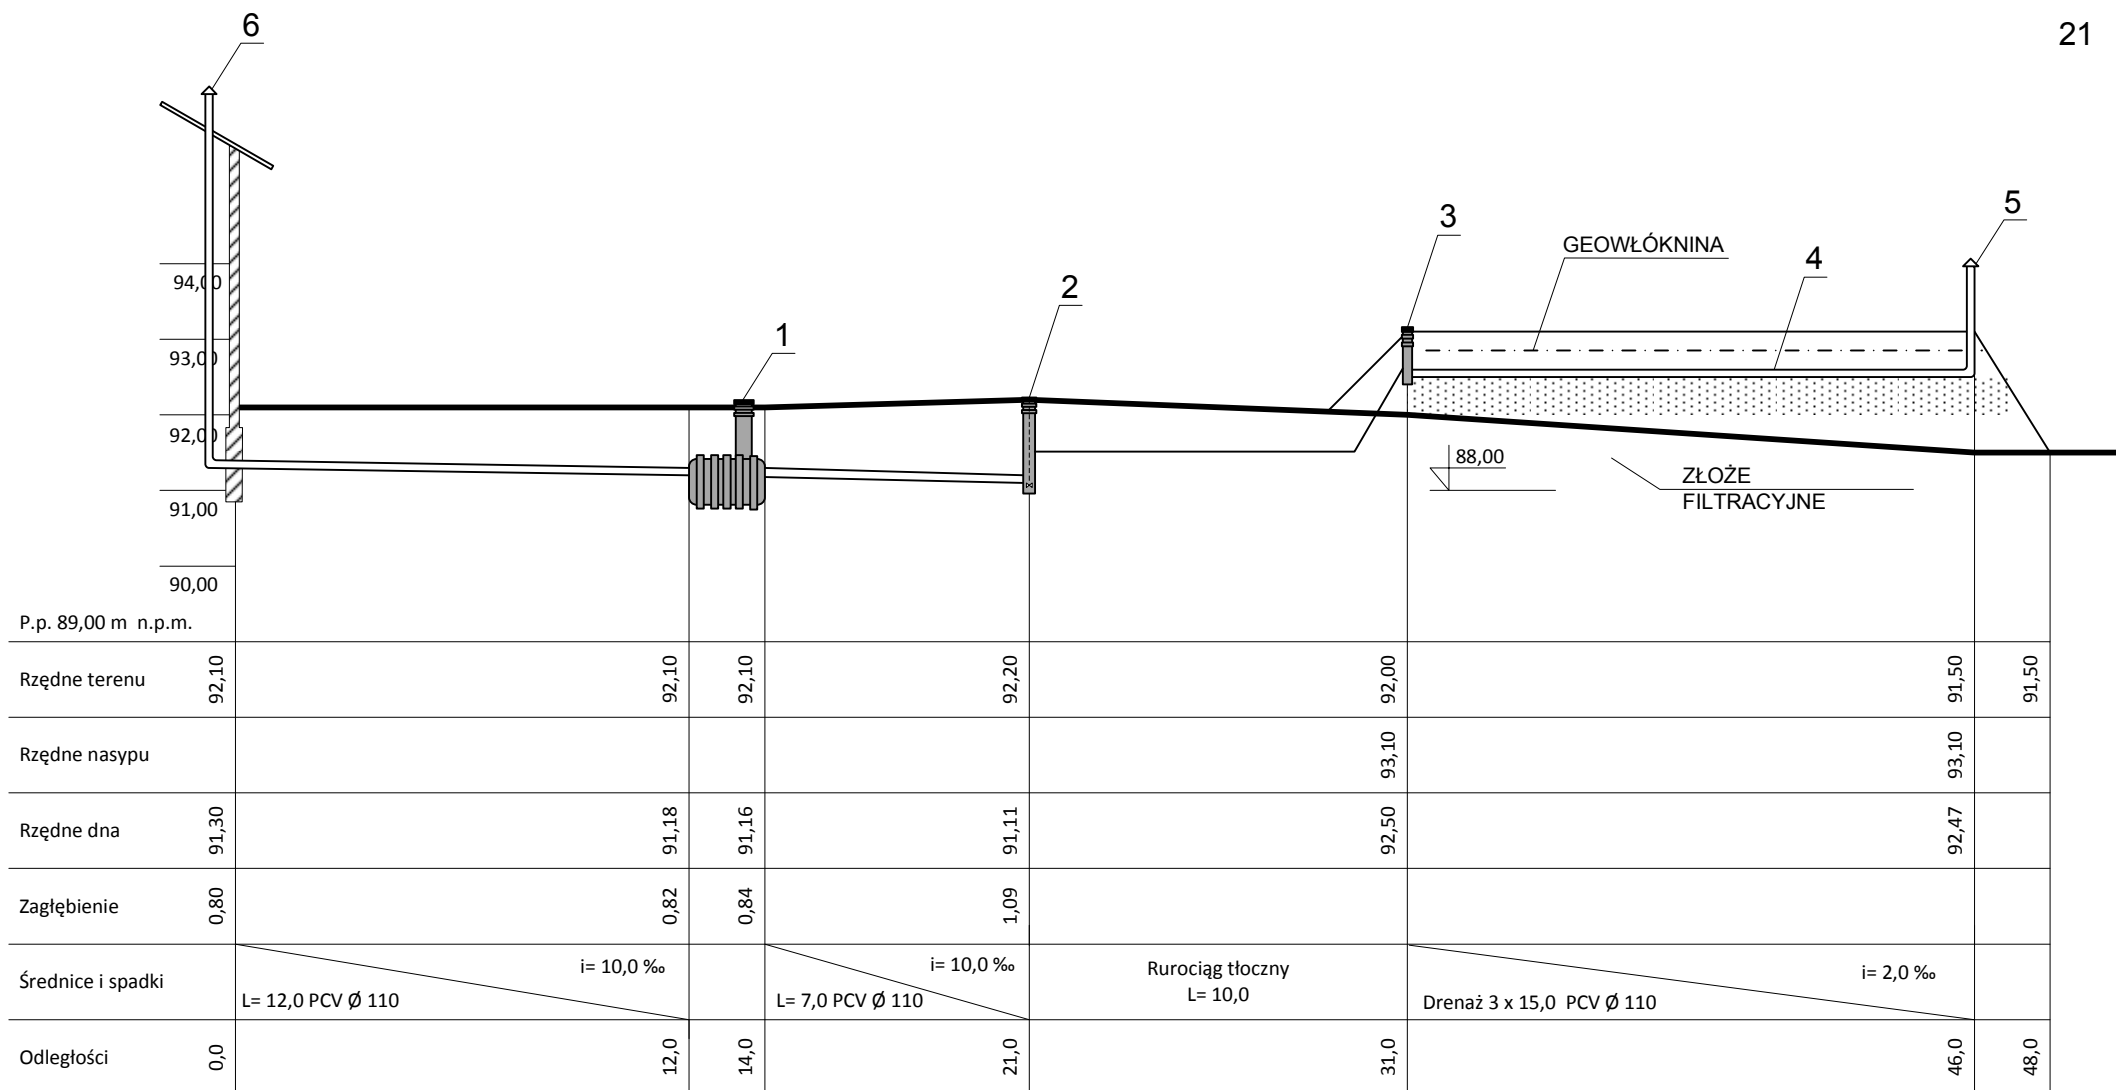 6
21
5
3
GEOWŁÓKNINA
4
94,00
2
1
93,00
92,00
88,00
ZŁOŻE
FILTRACYJNE
91,00
90,00
P.p. 89,00 m n.p.m.
Rzędne terenu 92,10 92,10 92,10 92,20 92,00 91,50 91,50
Rzędne nasypu 93,10 93,10
Rzędne dna 91,30 91,18 91,16 91,11 92,50 92,47
Zagłębienie 0,80 0,82 0,84 1,09
Średnice i spadki
i= 10,0 ‰
L= 12,0 PCV Ø 110
i= 10,0 ‰
L= 7,0 PCV Ø 110
Rurociąg tłoczny
L= 10,0
i= 2,0 ‰
Drenaż 3 x 15,0 PCV Ø 110
Odległości 0,0 12,0 14,0 21,0 31,0 46,0 48,0